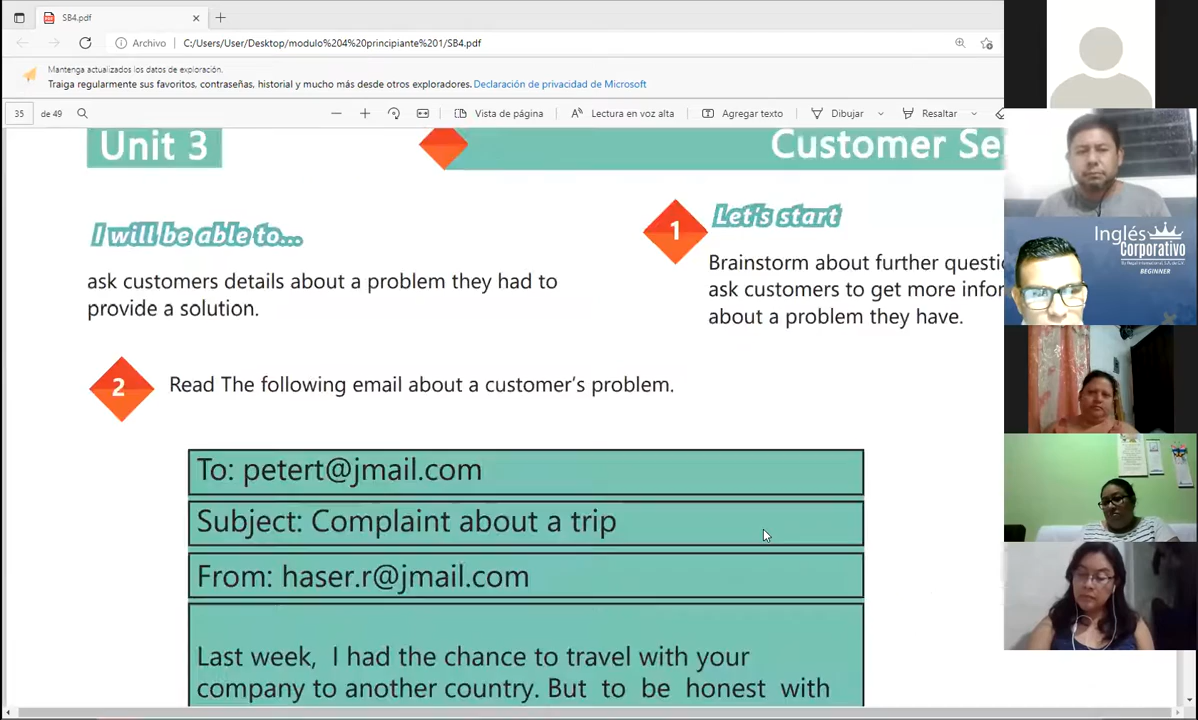 SB4.pdf
Archivo
C:/Users/User/Desktop/modulo%204%20principiante%201/SB4.pdf
Mantenga actualizados los datos de exploración.
Traiga regularmente sus favoritos, contraseñas, historial y mucho más desde otros exploradores. Declaración de privacidad de Microsoft
35 de 49
Vista de página
Lectura en voz alta
Agregar texto
Dibujar
Resaltar
Unit 3
Customer Se
I will be able to...
ask customers details about a problem they had to
provide a solution.
1
Let's start
Brainstorm about further questi
ask customers to get more infor
about a problem they have.
2
Read The following email about a customer's problem.
To: petert@jmail.com
Subject: Complaint about a trip
From: haser.r@jmail.com
Last week, I had the chance to travel with your
company to another country. But to be honest with
Inglés
Corporativo
BEGINNER